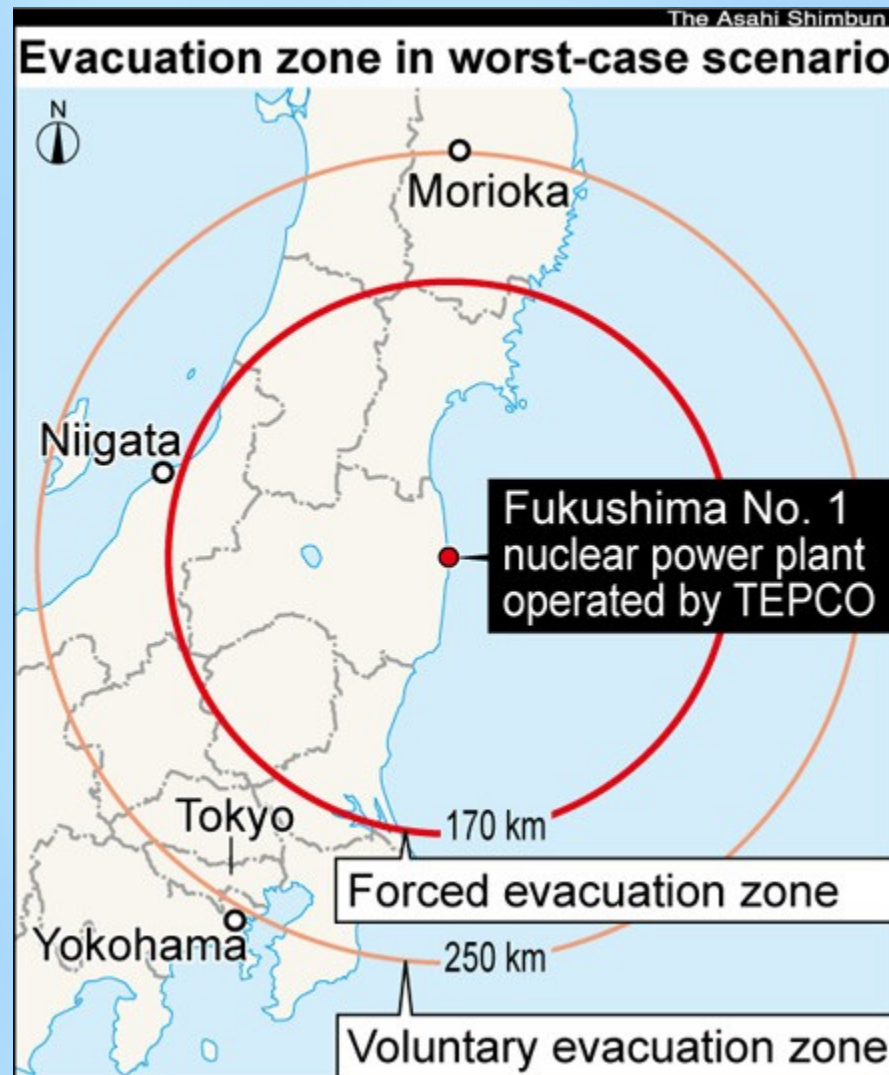 The Asahi Shimbun
Evacuation zone in worst-case scenario
N
Morioka
Niigata
Fukushima No. 1
nuclear power plant
operated by TEPCO
Tokyo
170 km
Forced evacuation zone
Yokohama
250 km
Voluntary evacuation zone